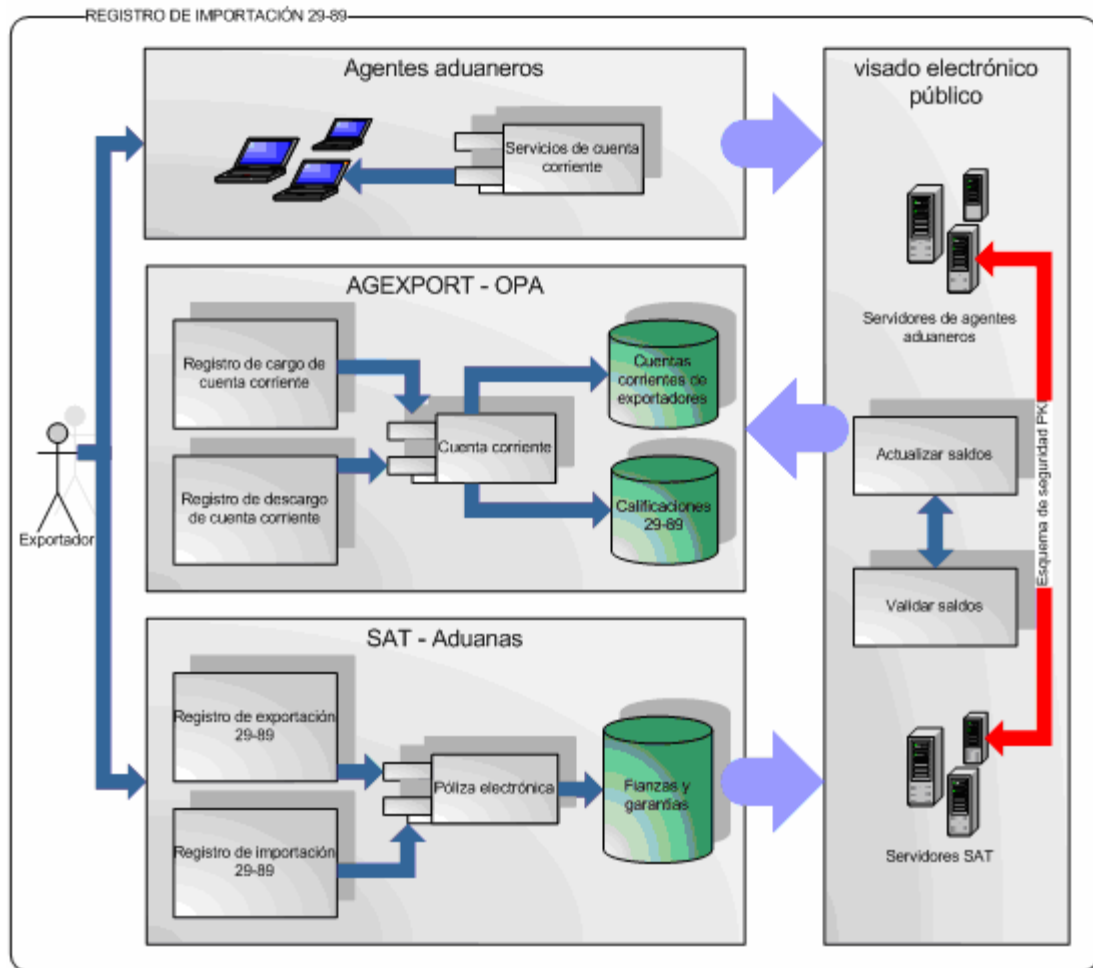 REGISTRO DE IMPORTACIÓN 29-89
Agentes aduaneros
Servicios de cuenta
corriente
visado electrónico
público
Servidores de agentes
aduaneros
AGEXPORT - OPA
Registro de cargo de
cuenta corriente
Registro de descargo
de cuenta corriente
Cuenta corriente
Cuentas
corrientes de
exportadores
Calificaciones
29-89
Actualizar saldos
Validar saldos
Esquema de seguridad PKI
Exportador
SAT - Aduanas
Registro de exportación
29-89
Registro de importación
29-89
Póliza electrónica
Fianzas y
garantias
Servidores SAT